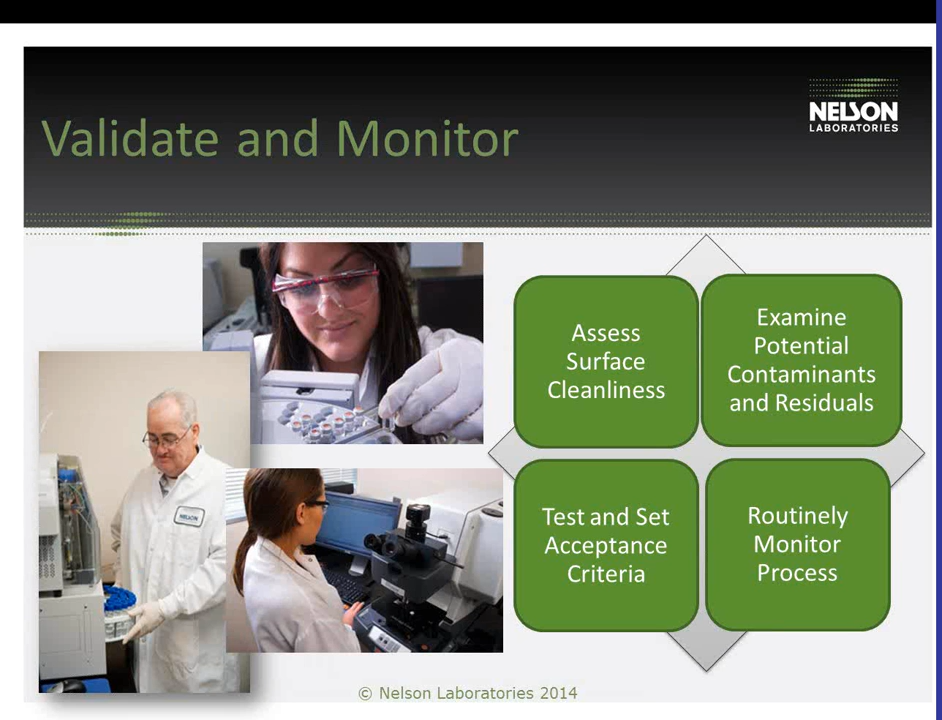 Validate and Monitor
NELSON
LABORATORIES
Assess
Surface
Cleanliness
Examine
Potential
Contaminants
and Residuals
Test and Set
Acceptance
Criteria
Routinely
Monitor
Process
NELSON
© Nelson Laboratories 2014